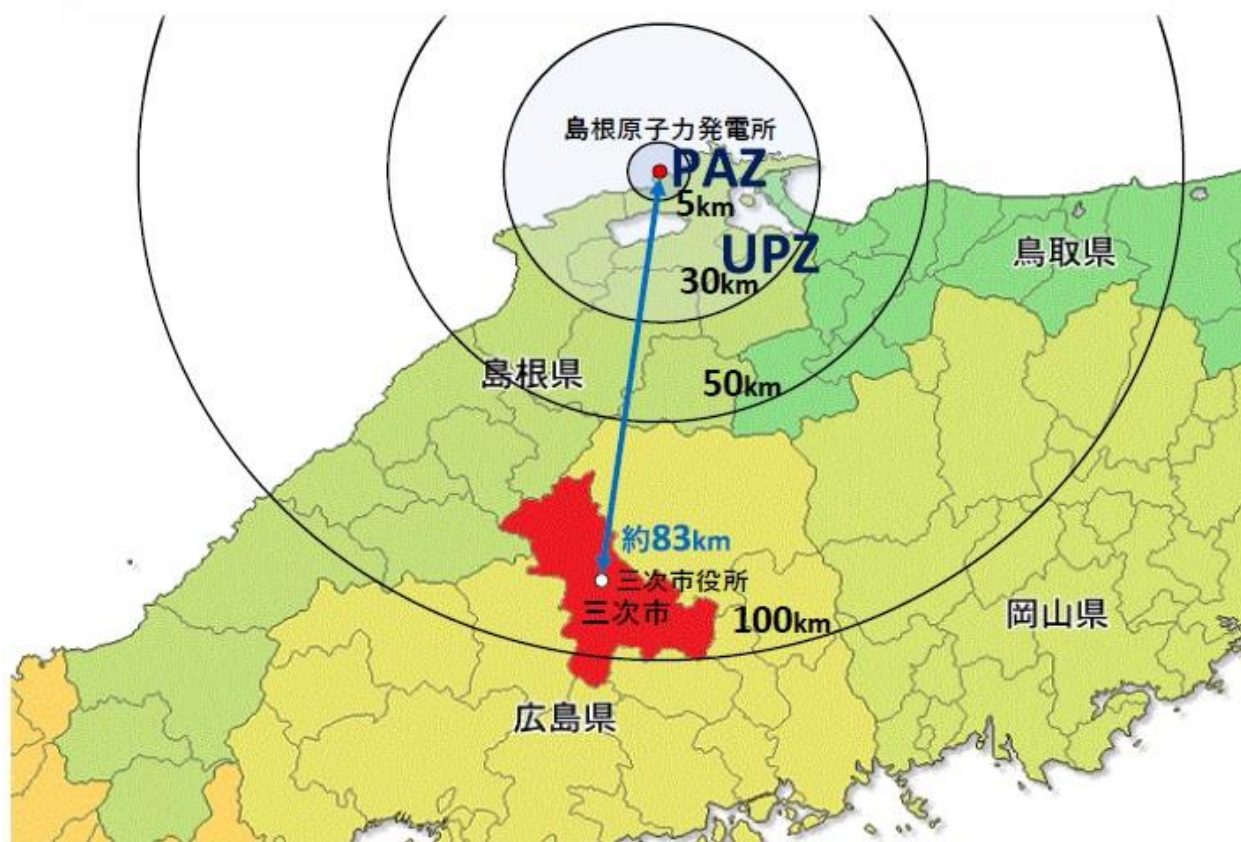 島根原子力発電所
PAZ
5km
UPZ
30km
鳥取県
島根県
50km
約83km
三次市役所
三次市
100km
岡山県
広島県